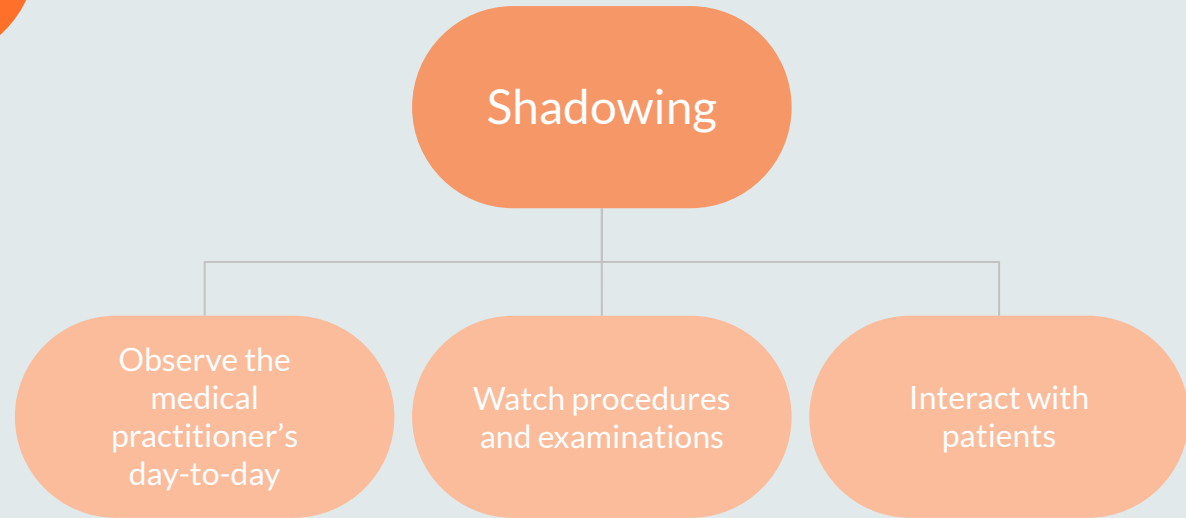 Shadowing
Observe the
medical
practitioner’s
day-to-day
Watch procedures
and examinations
Interact with
patients